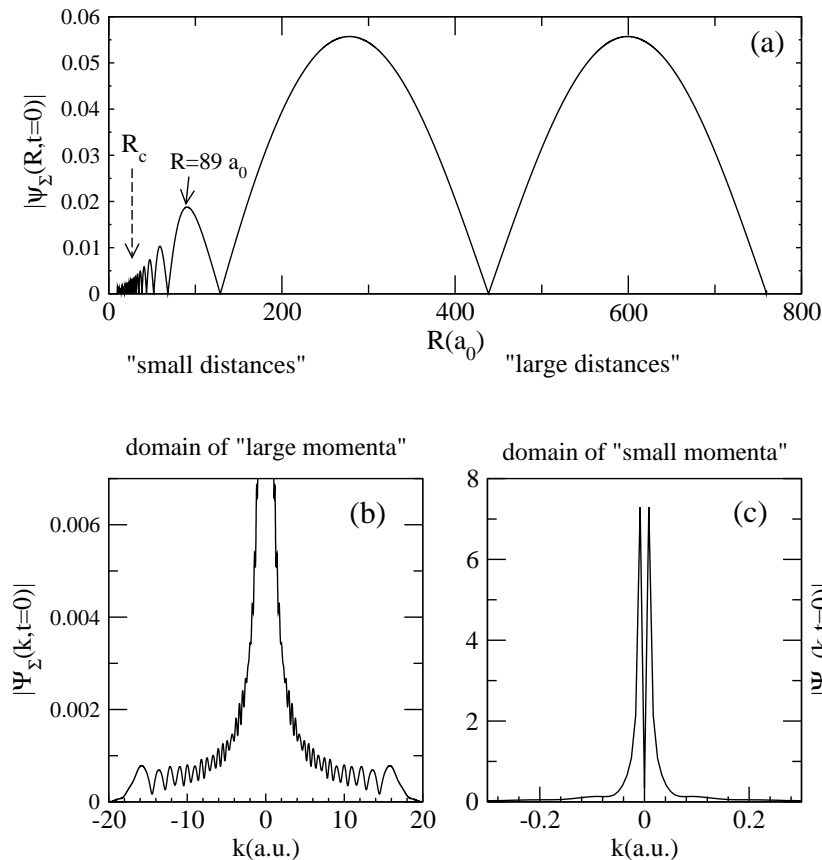 0.06
(a)
0.05
0.04
0.03
0.02
0.01
0
|ψ_Σ(R,t=0)|
R_c
R=89 a_0
0 200 400 600 800
R(a_0)
"small distances" "large distances"
domain of "large momenta"
(b)
0.006
0.004
0.002
0
|Ψ_Σ(k,t=0)|
-20 -10 0 10 20
k(a.u.)
domain of "small momenta"
(c)
8
6
4
2
0
-0.2 0 0.2
k(a.u.)